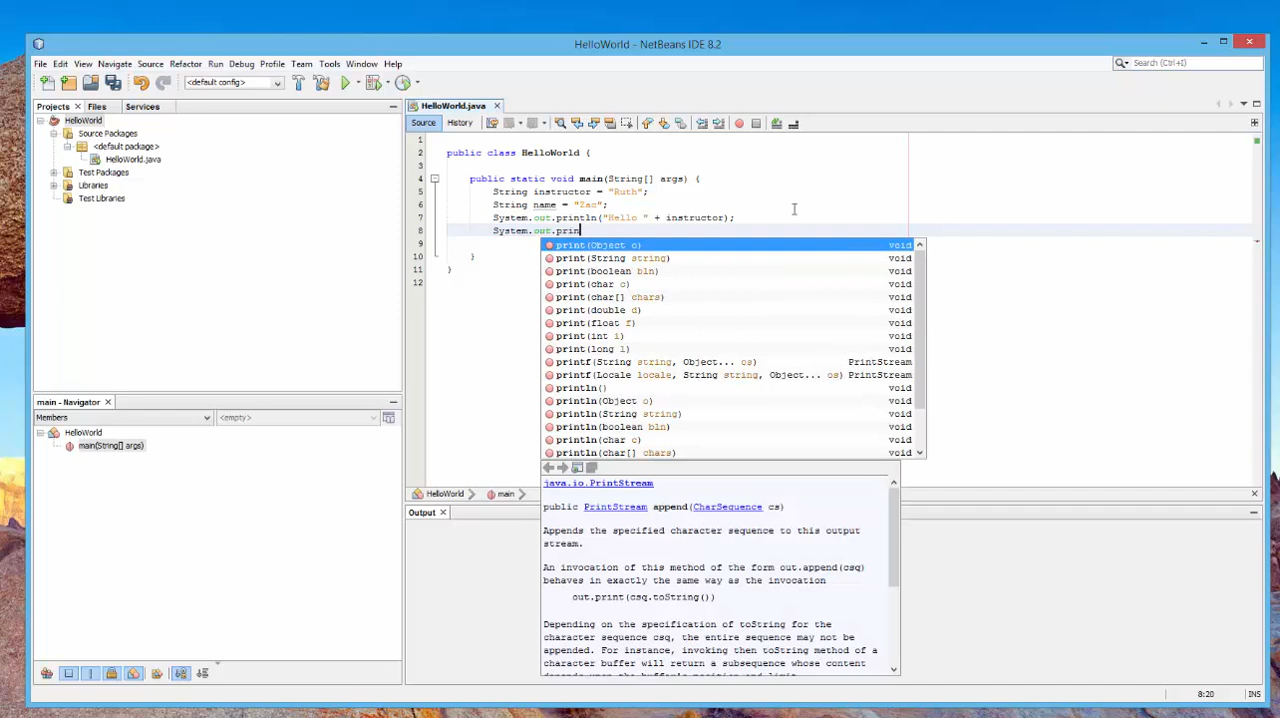 HelloWorld - NetBeans IDE 8.2
File Edit View Navigate Source Refactor Run Debug Profile Team Tools Window Help
Search (Ctrl+I)
<default config>
Projects Files Services
HelloWorld
Source Packages
<default package>
HelloWorld.java
Test Packages
Libraries
Test Libraries
main - Navigator
Members <empty>
HelloWorld
main(String[] args)
HelloWorld.java
Source History
1
2 public class HelloWorld {
3
4 public static void main(String[] args) {
5 String instructor = "Ruth";
6 String name = "Zac";
7 System.out.println("Hello " + instructor);
8 System.out.prin
10 }
11 }
12
print(Object o) void
print(String string) void
print(boolean bln) void
print(char c) void
print(char[] chars) void
print(double d) void
print(float f) void
print(int i) void
print(long l) void
printf(String string, Object... os) PrintStream
printf(Locale locale, String string, Object... os) PrintStream
println() void
println(Object o) void
println(String string) void
println(boolean bln) void
println(char c) void
println(char[] chars) void
java.io.PrintStream
public PrintStream append(CharSequence cs)
Appends the specified character sequence to this output
stream.
An invocation of this method of the form out.append(csq)
behaves in exactly the same way as the invocation
out.print(csq.toString())
Depending on the specification of toString for the
character sequence csq, the entire sequence may not be
appended. For instance, invoking then toString method of a
character buffer will return a subsequence whose content
depends upon the buffer's position and limit.
HelloWorld main
Output
8:20 INS